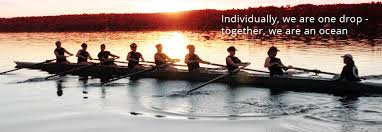 Individually, we are one drop -
together, we are an ocean